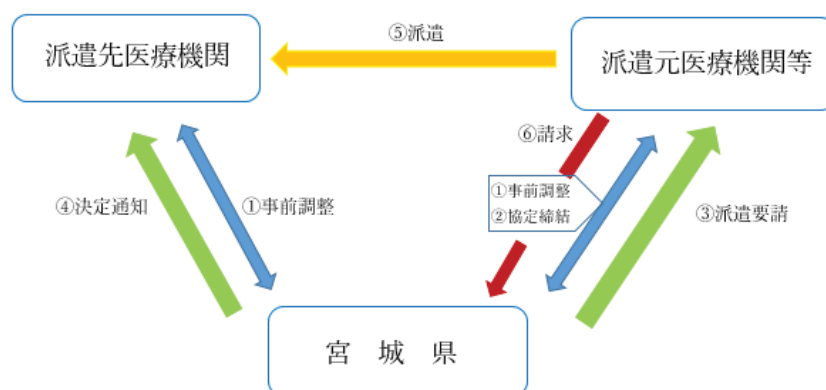 ⑤派遣
派遣先医療機関
派遣元医療機関等
⑥請求
①事前調整
②協定締結
④決定通知
①事前調整
③派遣要請
宮 城 県